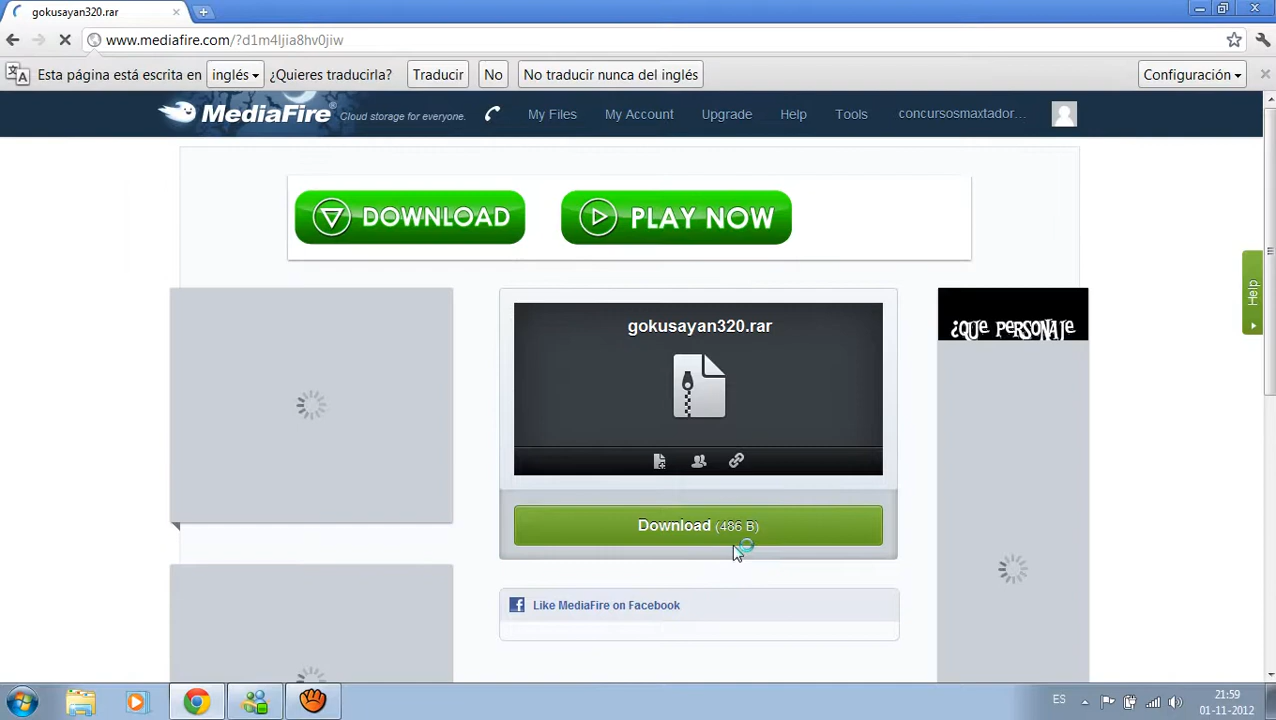 gokusayan320.rar
www.mediafire.com/?d1m4ljia8hv0jiw
Esta página está escrita en inglés ¿Quieres traducirla? Traducir No No traducir nunca del inglés Configuración
MediaFire Cloud storage for everyone. My Files My Account Upgrade Help Tools concursosmaxtador...
DOWNLOAD PLAY NOW
Help
gokusayan320.rar
¿QUE PERSONAJE
Download (486 B)
Like MediaFire on Facebook
ES 21:59
01-11-2012